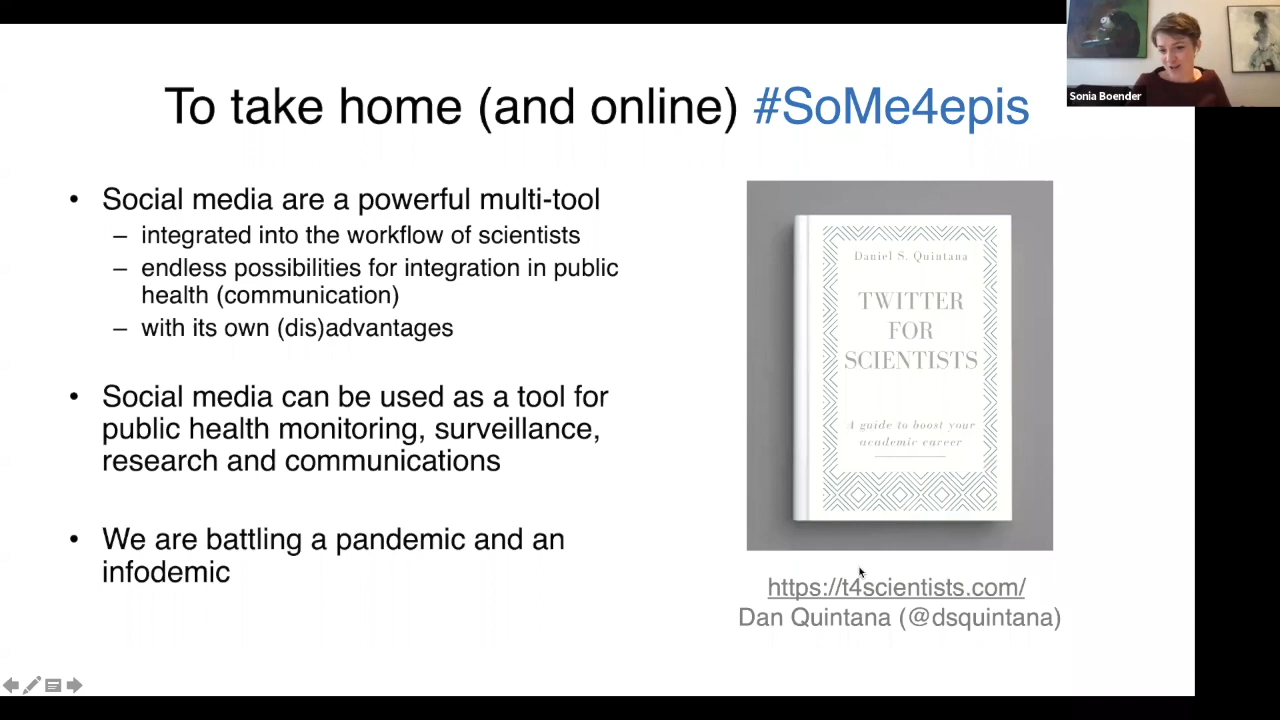 To take home (and online) #SoMe4epis
Sonia Boender
• Social media are a powerful multi-tool
– integrated into the workflow of scientists
– endless possibilities for integration in public
health (communication)
– with its own (dis)advantages
• Social media can be used as a tool for
public health monitoring, surveillance,
research and communications
• We are battling a pandemic and an
infodemic
Daniel S. Quintana
TWITTER
FOR
SCIENTISTS
A guide to boost your
academic career
https://t4scientists.com/
Dan Quintana (@dsquintana)